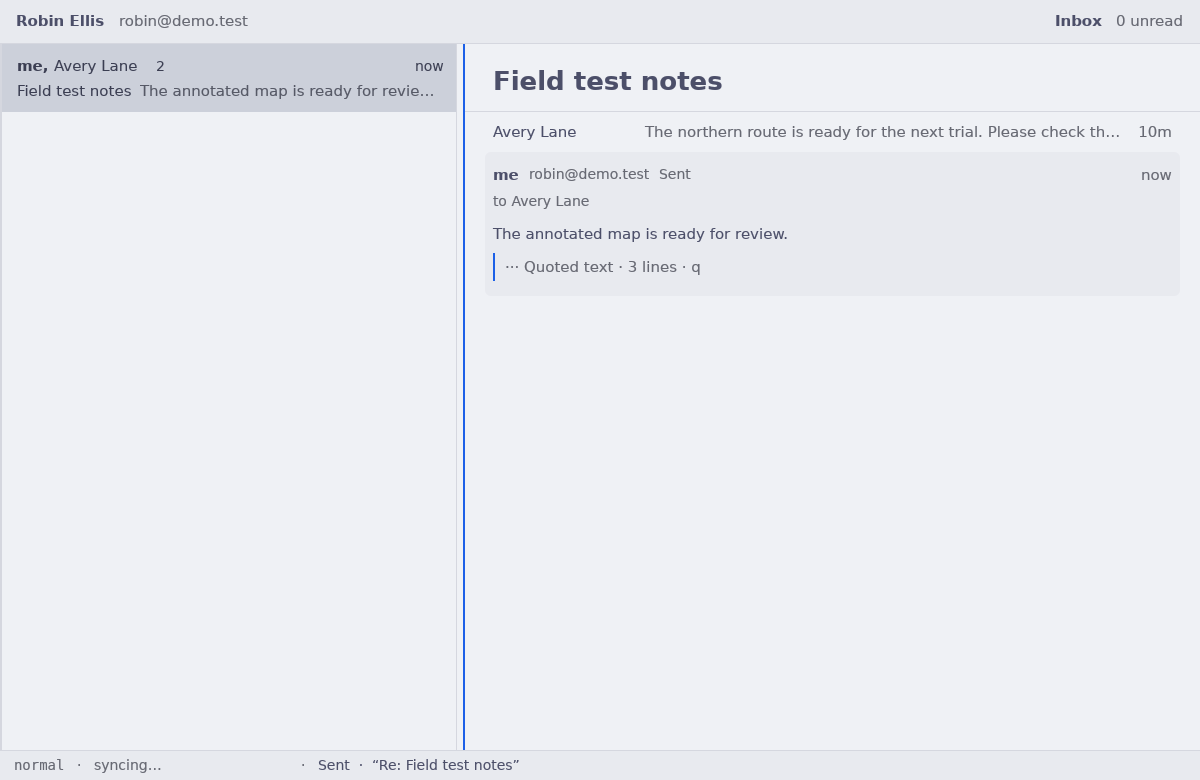 Robin Ellis robin@demo.test Inbox 0 unread
me, Avery Lane 2 now
Field test notes The annotated map is ready for revie…
Field test notes
Avery Lane The northern route is ready for the next trial. Please check th… 10m
me robin@demo.test Sent now
to Avery Lane
The annotated map is ready for review.
··· Quoted text · 3 lines · q
normal · syncing… · Sent · “Re: Field test notes”